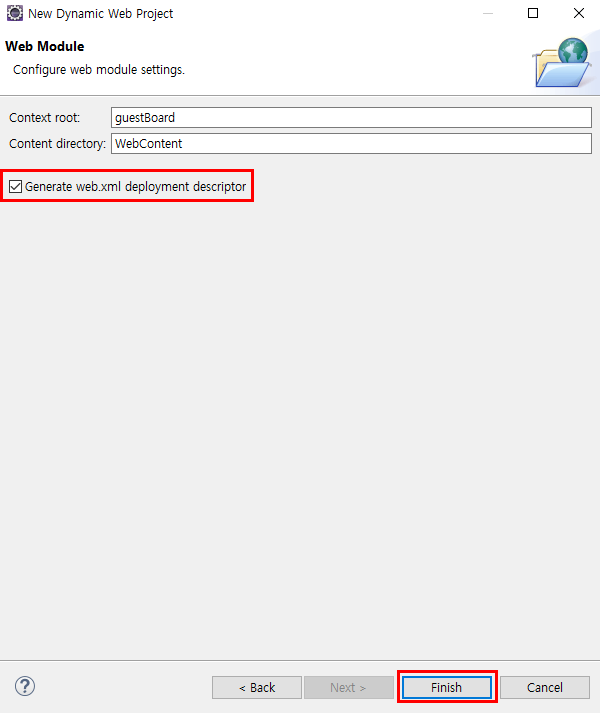 New Dynamic Web Project
Web Module
Configure web module settings.
Context root: guestBoard
Content directory: WebContent
Generate web.xml deployment descriptor
? < Back Next > Finish Cancel